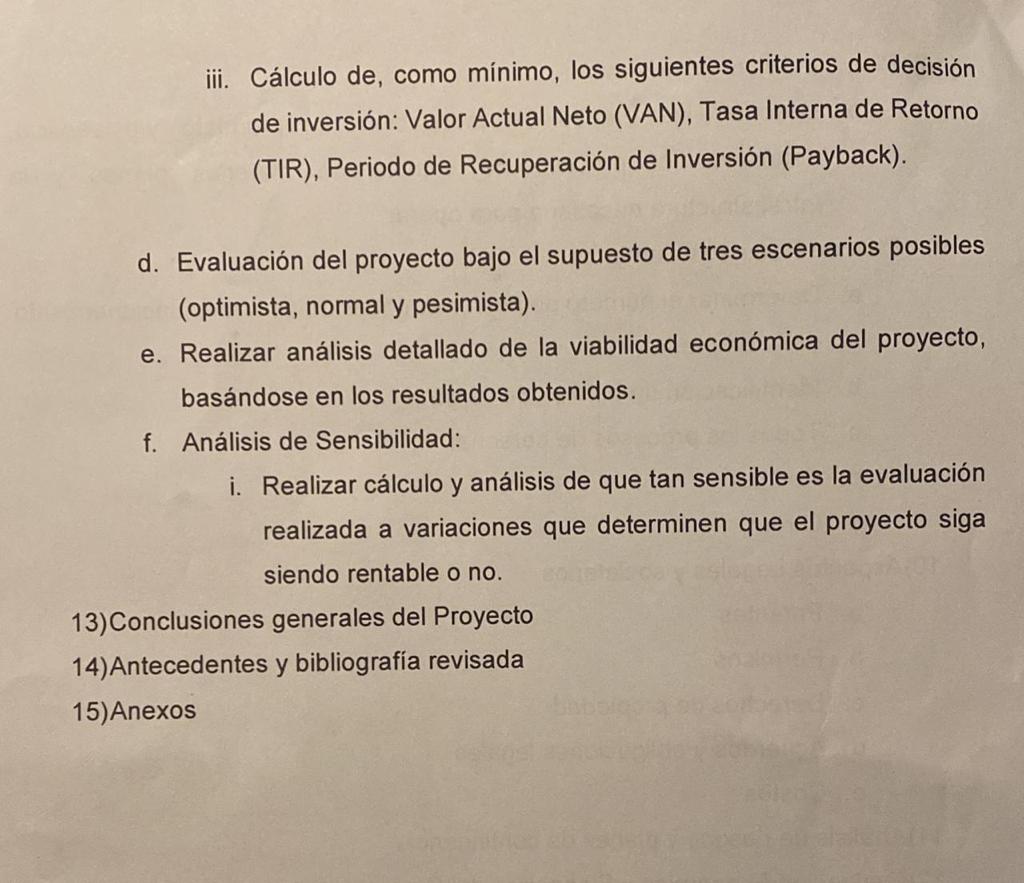 iii. Cálculo de, como mínimo, los siguientes criterios de decisión
de inversión: Valor Actual Neto (VAN), Tasa Interna de Retorno
(TIR), Periodo de Recuperación de Inversión (Payback).
d. Evaluación del proyecto bajo el supuesto de tres escenarios posibles
(optimista, normal y pesimista).
e. Realizar análisis detallado de la viabilidad económica del proyecto,
basándose en los resultados obtenidos.
f. Análisis de Sensibilidad:
i. Realizar cálculo y análisis de que tan sensible es la evaluación
realizada a variaciones que determinen que el proyecto siga
siendo rentable o no.
13)Conclusiones generales del Proyecto
14)Antecedentes y bibliografía revisada
15)Anexos